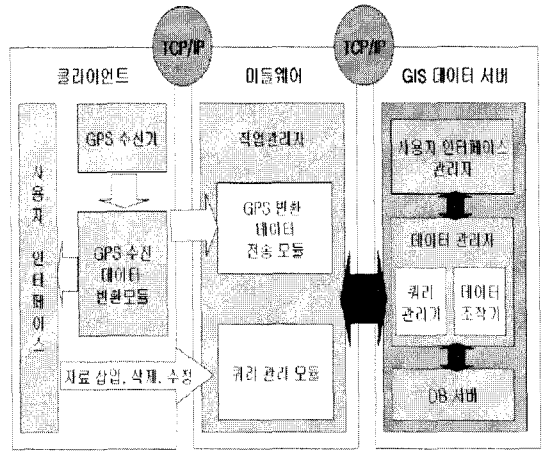 TCP/IP
TCP/IP
클라이언트
미들웨어
GIS 데이터 서버
사용자 인터페이스
GPS 수신기
GPS 수신
데이터
변환모듈
자료 삽입, 삭제, 수정
작업관리자
GPS 변환
데이터
전송 모듈
쿼리 관리 모듈
사용자 인터페이스
관리자
데이터 관리자
쿼리
관리기
데이터
조작기
DB 서버